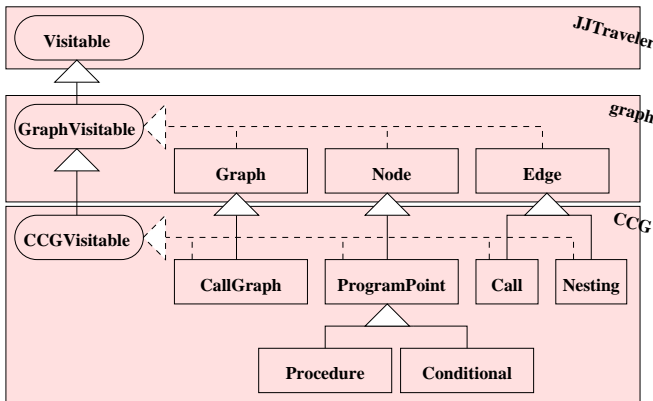 JJTraveler
Visitable
graph
GraphVisitable
Graph Node Edge
CCG
CCGVisitable
CallGraph ProgramPoint Call Nesting
Procedure Conditional